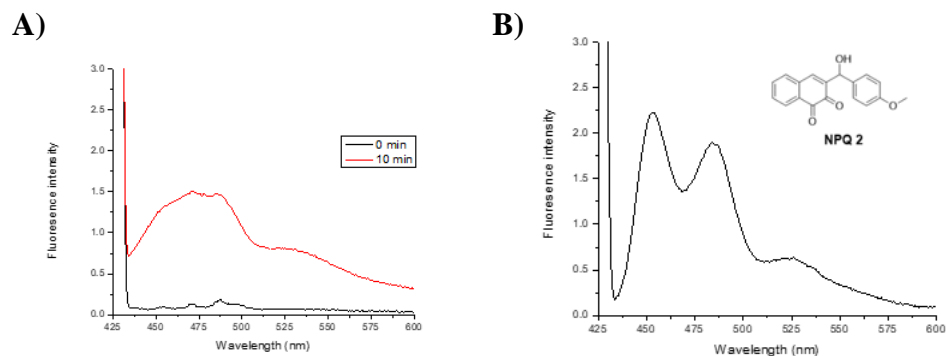 A)
3.0
2.5
2.0
1.5
1.0
0.5
0.0
Fluoresence intensity
0 min
10 min
425 450 475 500 525 550 575 600
Wavelength (nm)
B)
3.0
2.5
2.0
1.5
1.0
0.5
0.0
Fluoresence intensity
OH
O
O
O
NPQ 2
425 450 475 500 525 550 575 600
Wavelength (nm)